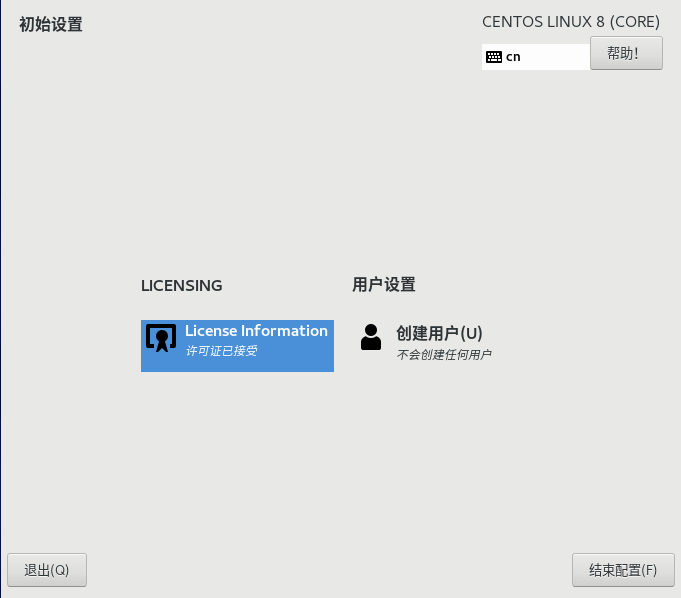 初始设置
CENTOS LINUX 8 (CORE)
cn
帮助!
LICENSING
用户设置
License Information
许可证已接受
创建用户(U)
不会创建任何用户
退出(Q)
结束配置(F)